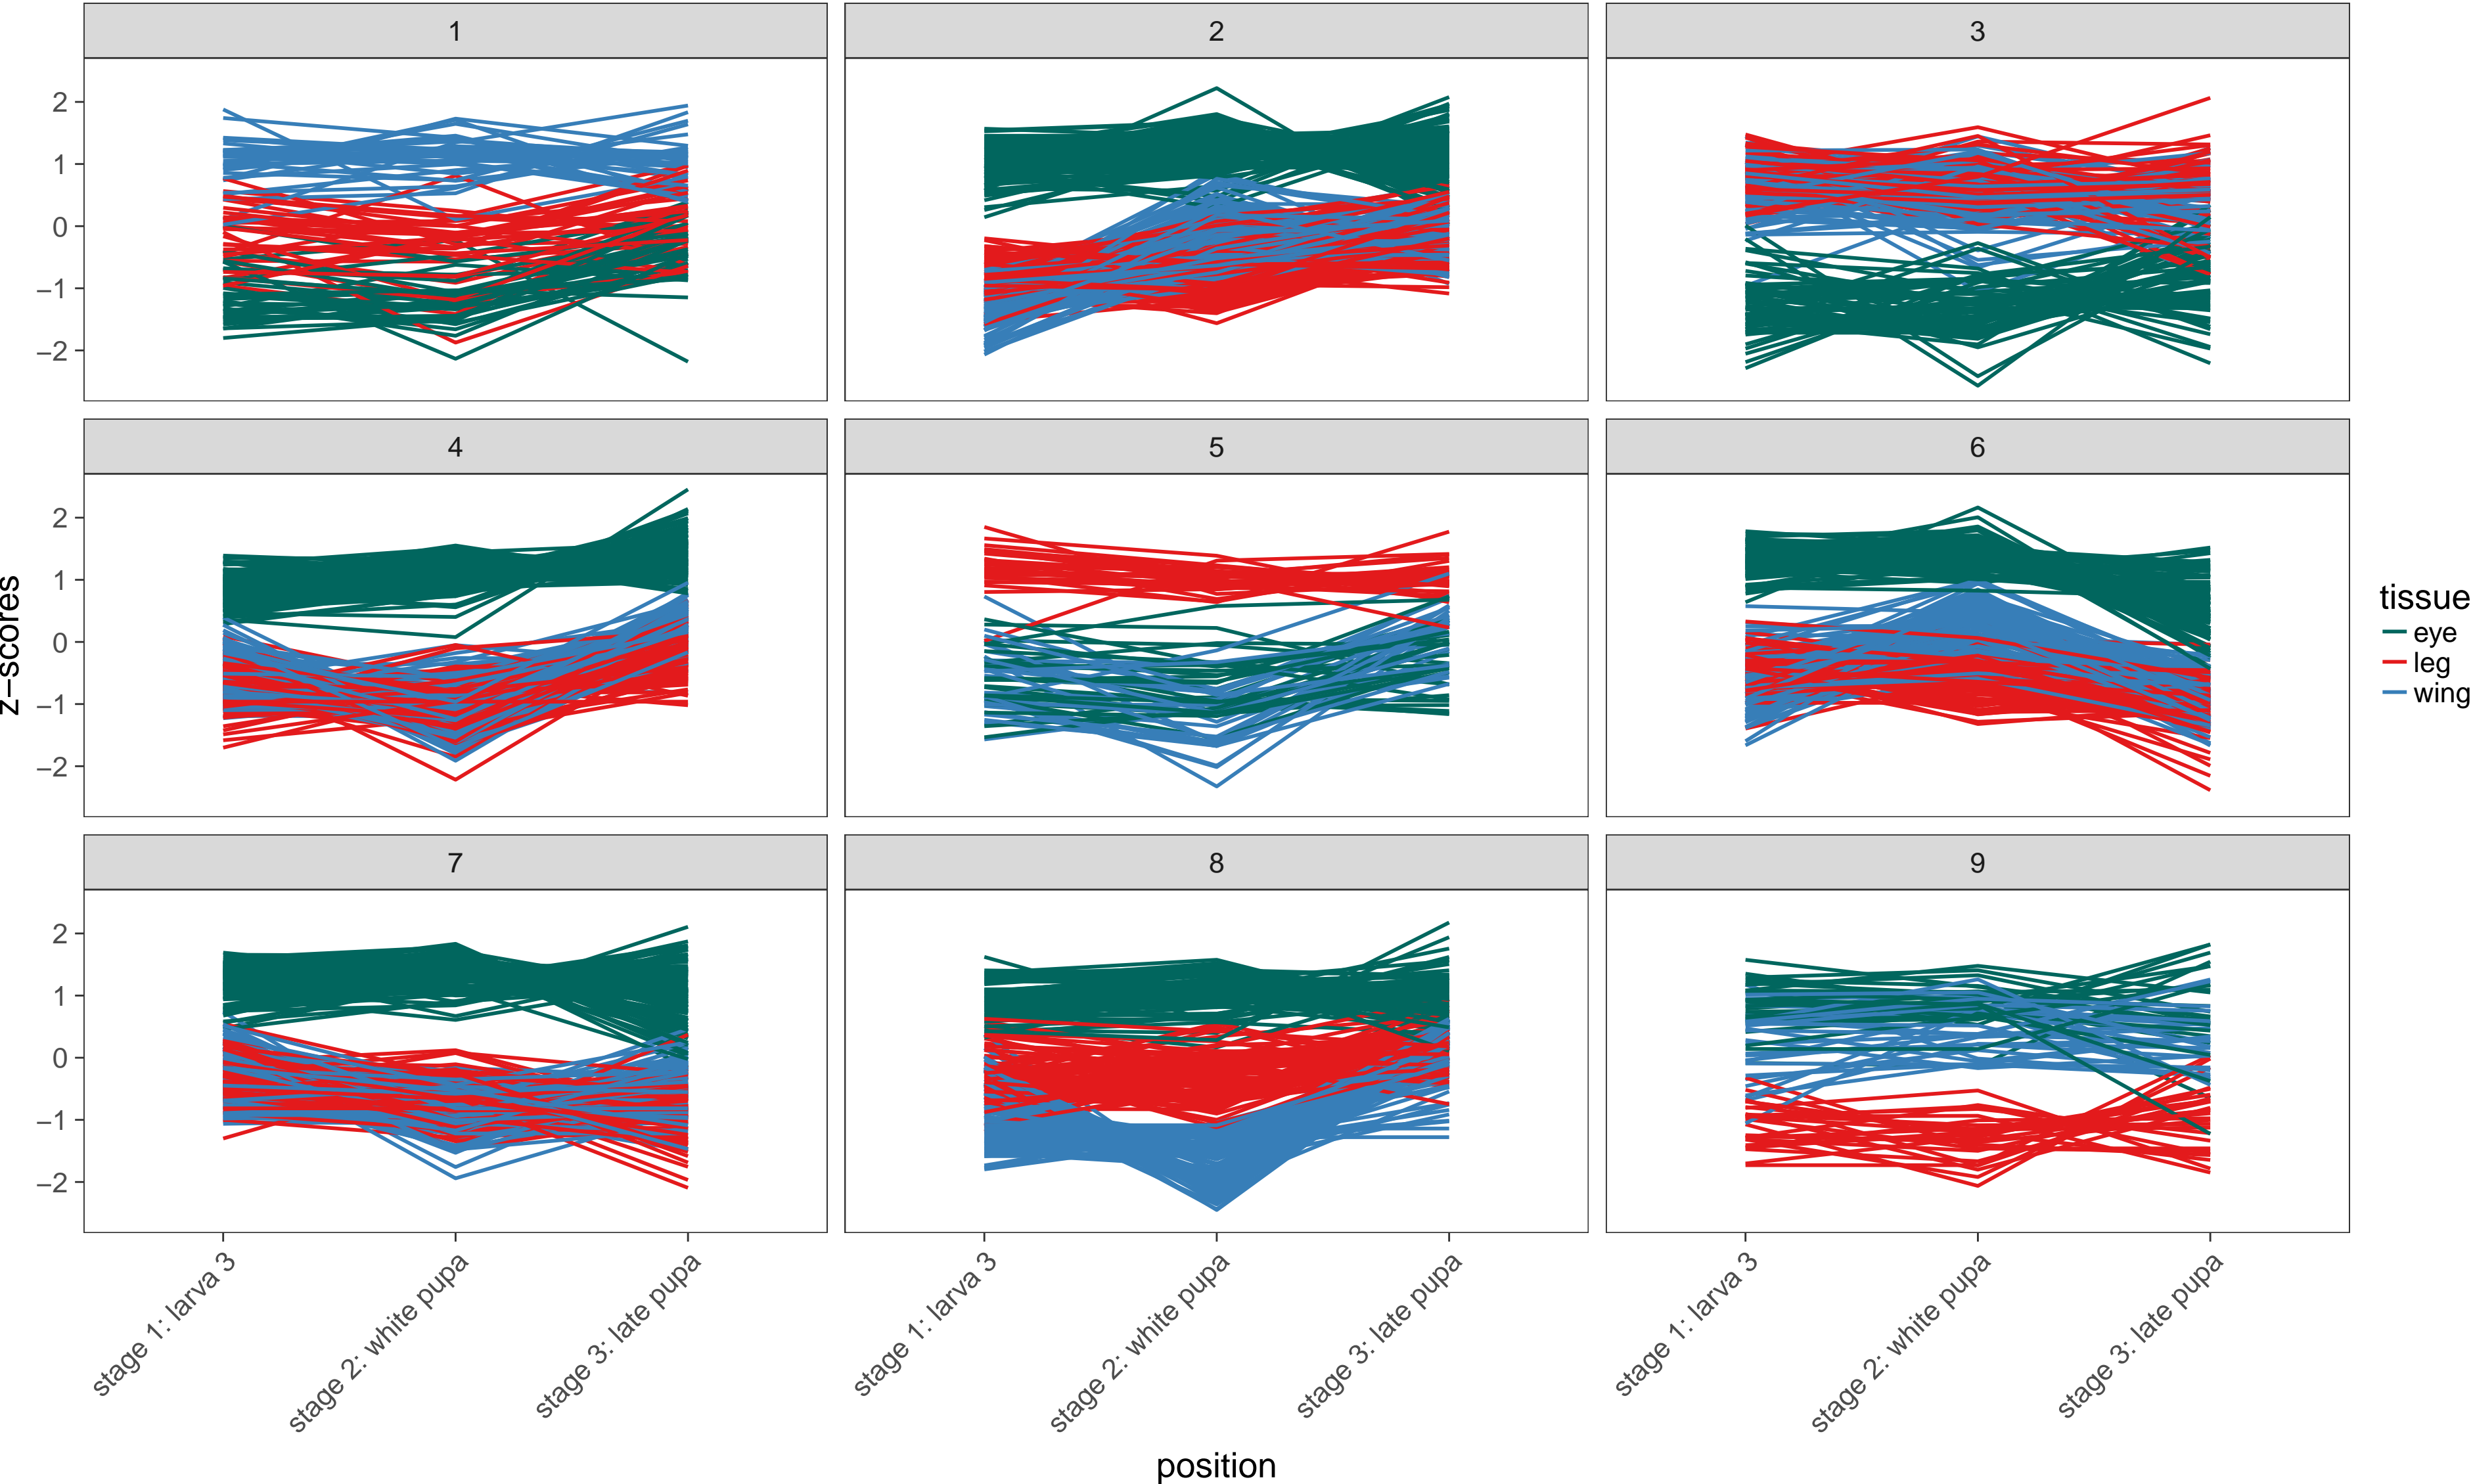 1
2
3
2
1
0
−1
−2
4
5
6
2
1
0
−1
−2
z−scores
tissue
eye
leg
wing
7
8
9
2
1
0
−1
−2
stage 1: larva 3
stage 2: white pupa
stage 3: late pupa
stage 1: larva 3
stage 2: white pupa
stage 3: late pupa
stage 1: larva 3
stage 2: white pupa
stage 3: late pupa
position